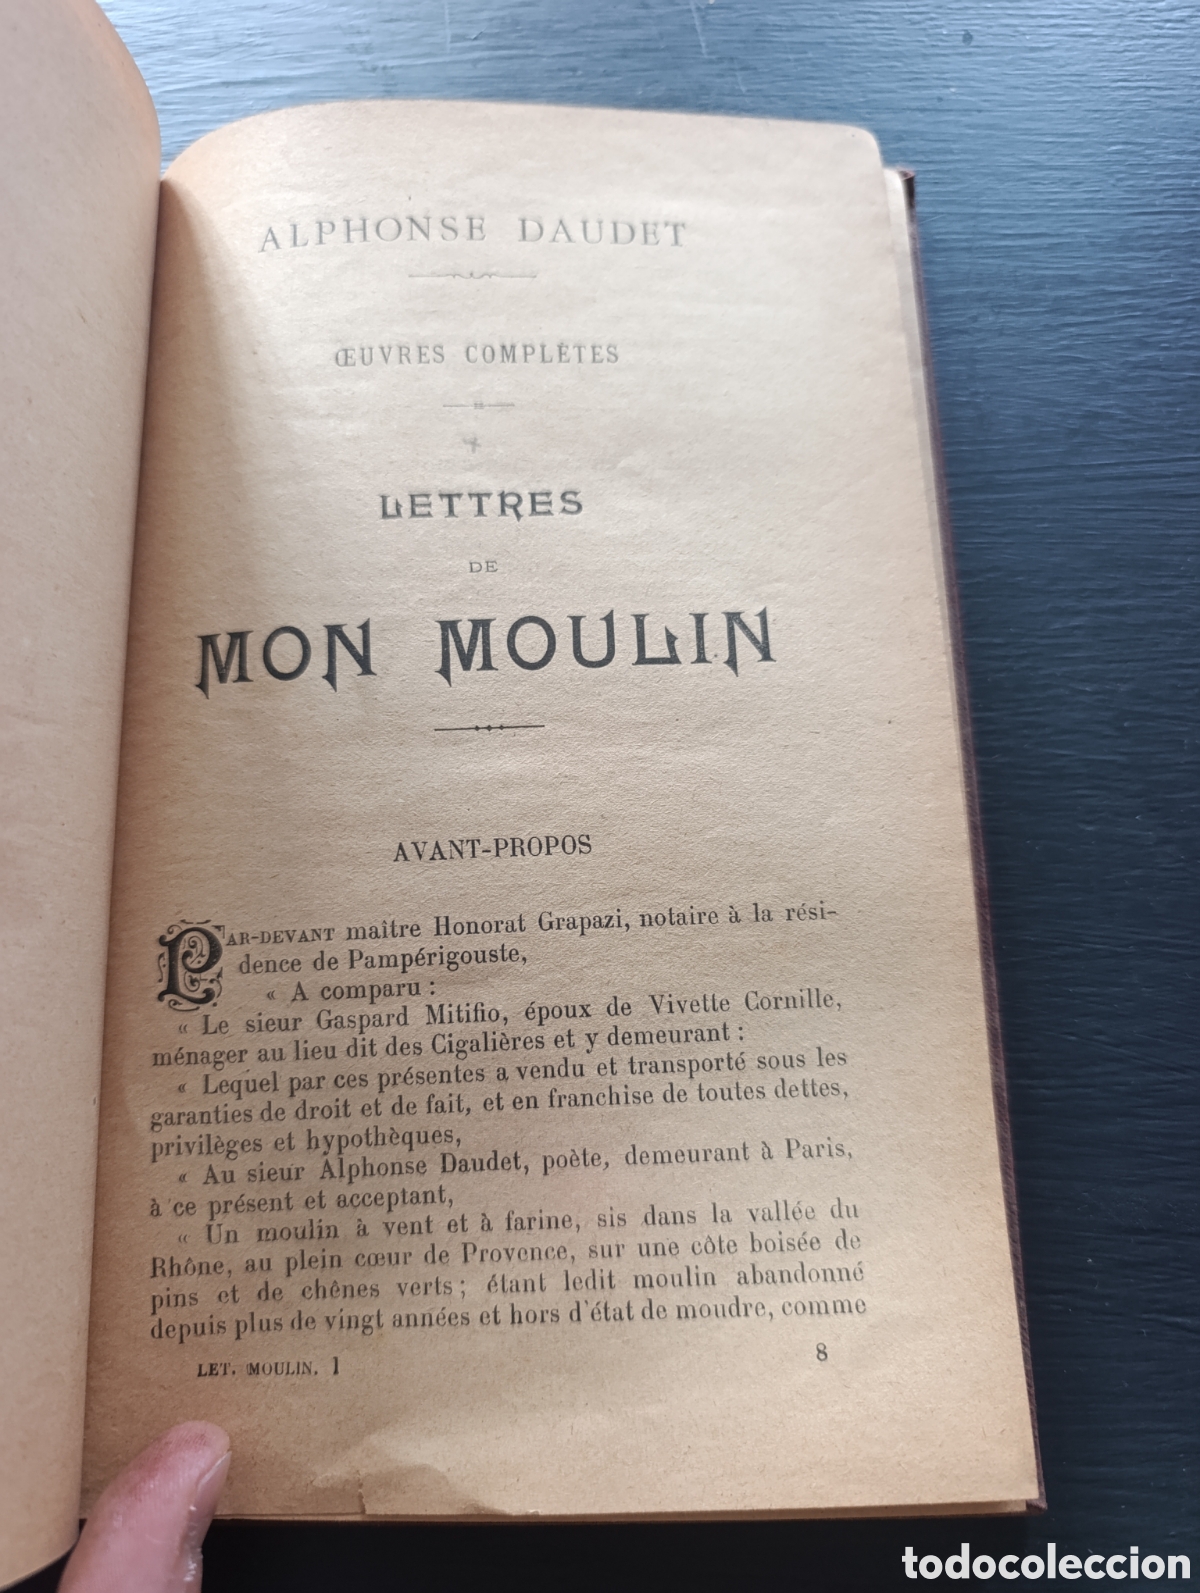 ALPHONSE DAUDET
ŒUVRES COMPLÈTES
LETTRES
DE
MON MOULIN
AVANT-PROPOS
PAR-DEVANT maître Honorat Grapazi, notaire à la rési-
dence de Pampérigouste,
« A comparu :
« Le sieur Gaspard Mitifio, époux de Vivette Cornille,
ménager au lieu dit des Cigalières et y demeurant :
« Lequel par ces présentes a vendu et transporté sous les
garanties de droit et de fait, et en franchise de toutes dettes,
privilèges et hypothèques,
« Au sieur Alphonse Daudet, poète, demeurant à Paris,
à ce présent et acceptant,
« Un moulin à vent et à farine, sis dans la vallée du
Rhône, au plein cœur de Provence, sur une côte boisée de
pins et de chênes verts; étant ledit moulin abandonné
depuis plus de vingt années et hors d'état de moudre, comme
LET. MOULIN. 1 8
todocoleccion